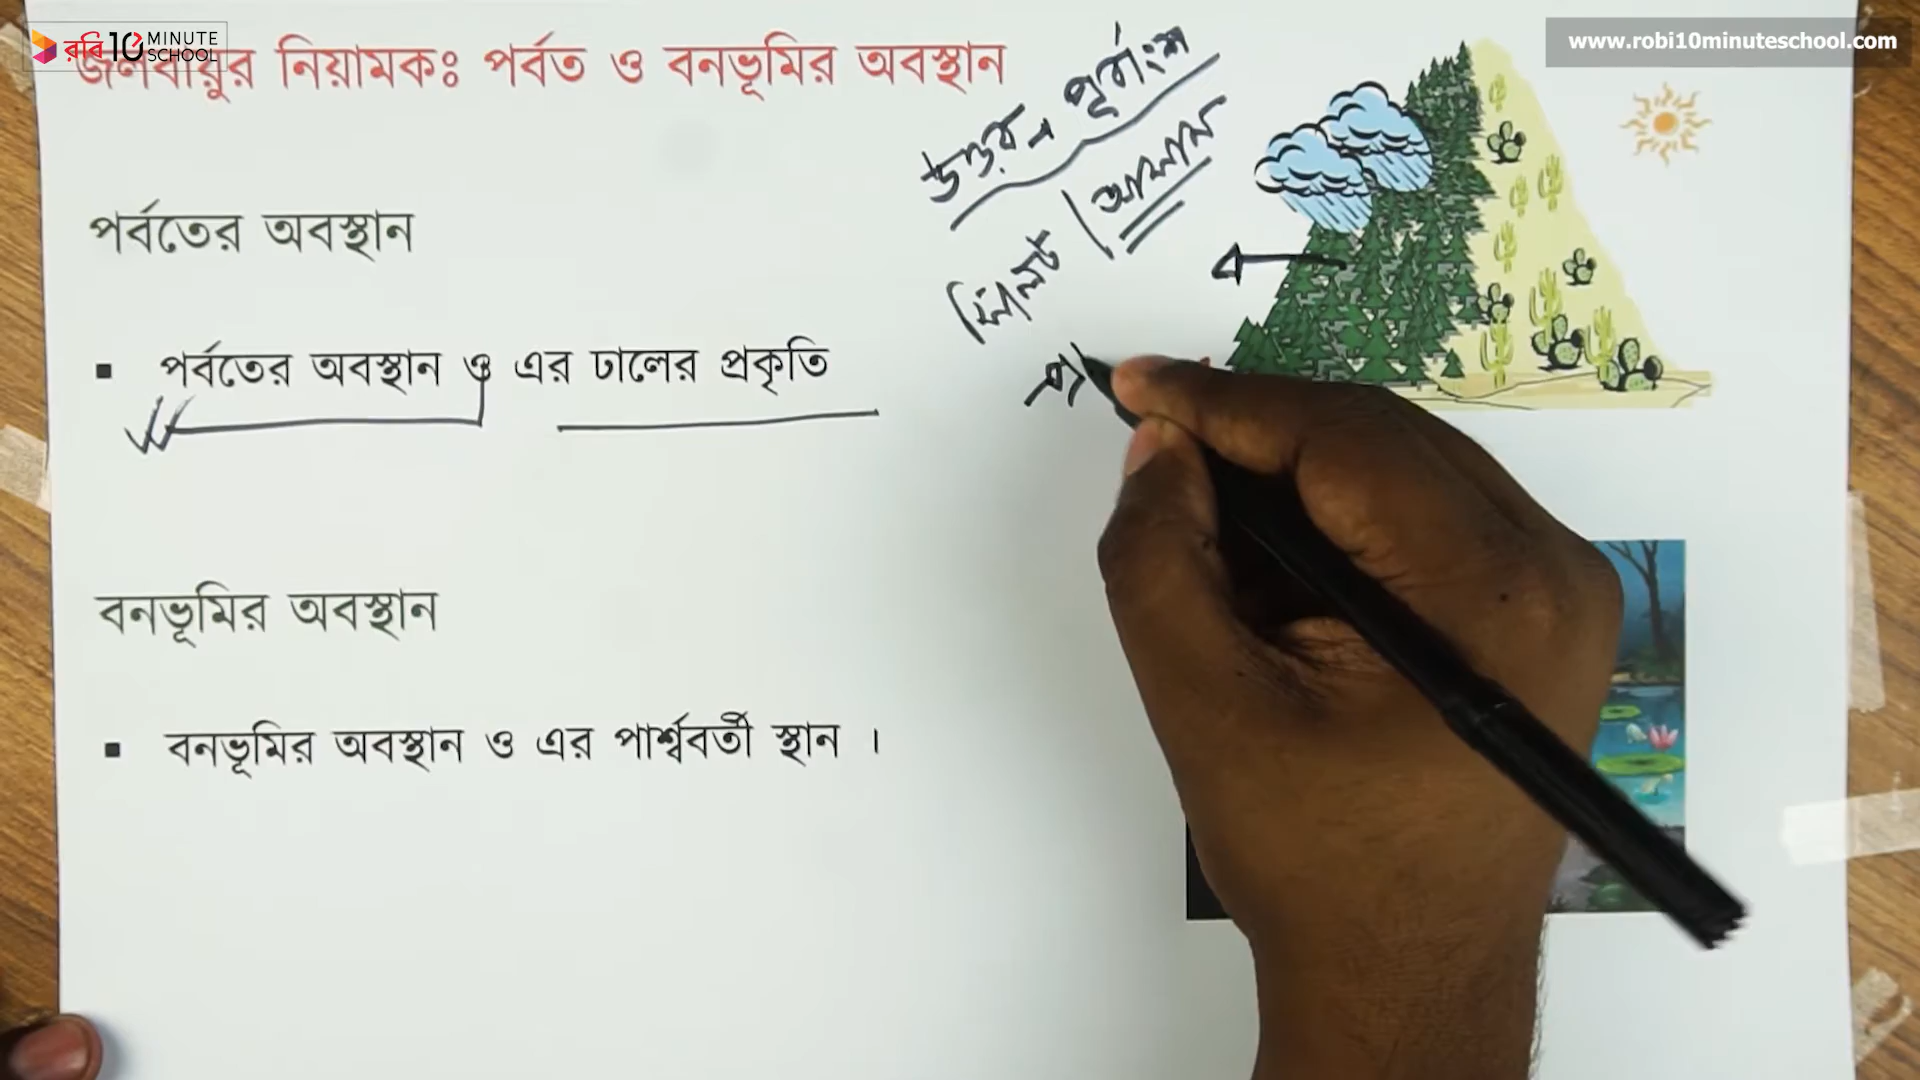 রবি 10 MINUTE SCHOOL
www.robi10minuteschool.com
জলবায়ুর নিয়ামকঃ পর্বত ও বনভূমির অবস্থান
উত্তর পূর্বাংশ
আসাম
সিলেট
পর্বতের অবস্থান
▪ পর্বতের অবস্থান ও এর ঢালের প্রকৃতি
বনভূমির অবস্থান
▪ বনভূমির অবস্থান ও এর পার্শ্ববর্তী স্থান ।